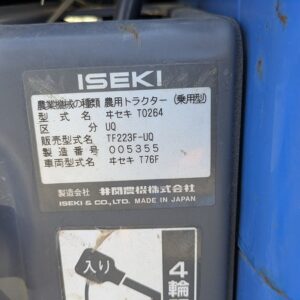 ISEKI
農業機械の種類 農用トラクター (乗用型)
型式名 ヰセキ T0264
区分 UQ
販売型式名 TF223F-UQ
製造番号 005355
車両型式名 ヰセキ T76F
製造会社 井関農機株式会社
ISEKI & CO., LTD. MADE IN JAPAN
入り
4輪